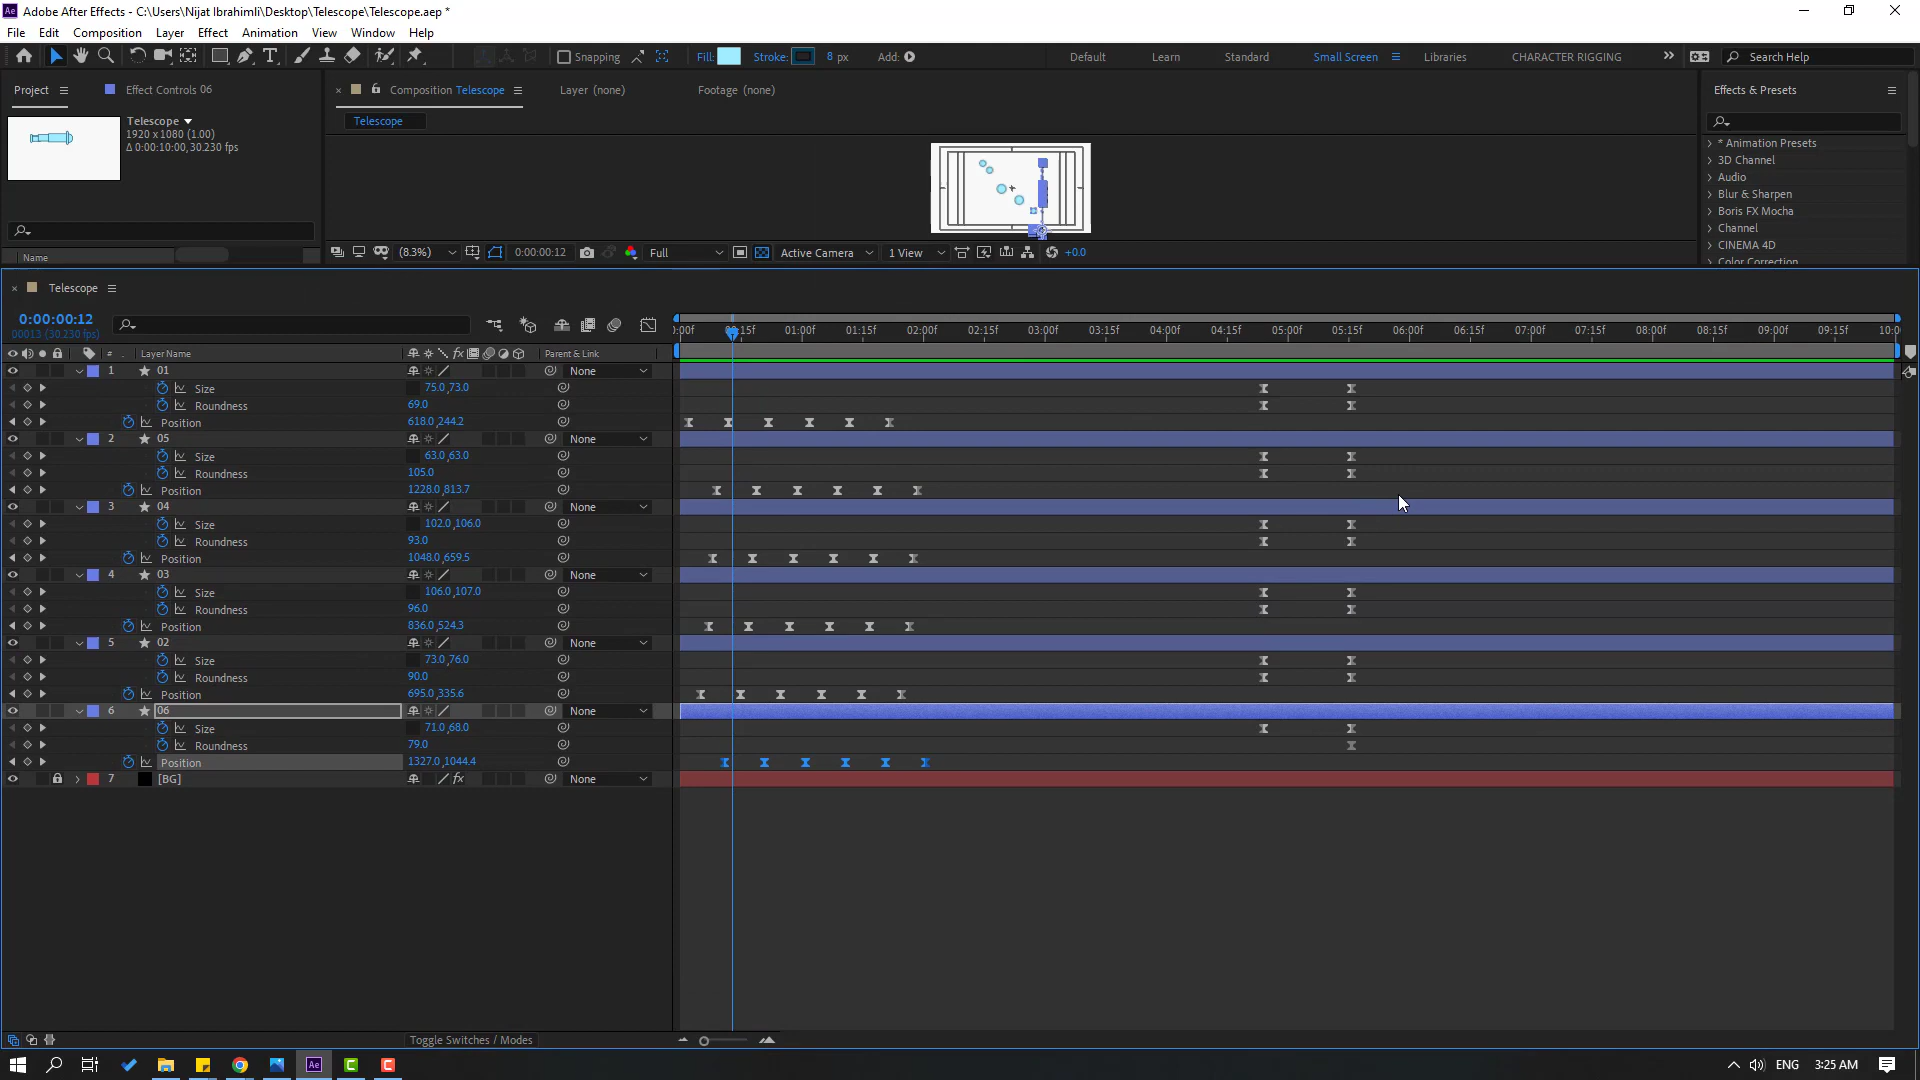 Adobe After Effects - C:\Users\Nijat Ibrahimli\Desktop\Telescope\Telescope.aep *
File Edit Composition Layer Effect Animation View Window Help
Snapping Fill: Stroke: 8 px Add: Default Learn Standard Small Screen Libraries CHARACTER RIGGING Search Help
Project Effect Controls 06 Composition Telescope Layer (none) Footage (none) Effects & Presets
Telescope
1920 x 1080 (1.00)
Δ 0:00:10:00, 30.230 fps
Telescope
* Animation Presets
3D Channel
Audio
Blur & Sharpen
Boris FX Mocha
Channel
CINEMA 4D
Color Correction
Name
(8.3%) 0:00:00:12 Full Active Camera 1 View +0.0
Telescope
0:00:00:12
00013 (30.230 fps)
:00f 00:15f 01:00f 01:15f 02:00f 02:15f 03:00f 03:15f 04:00f 04:15f 05:00f 05:15f 06:00f 06:15f 07:00f 07:15f 08:00f 08:15f 09:00f 09:15f 10:00
# Layer Name fx Parent & Link
1 01 None
Size 75.0,73.0
Roundness 69.0
Position 618.0,244.2
2 05 None
Size 63.0,63.0
Roundness 105.0
Position 1228.0,813.7
3 04 None
Size 102.0,106.0
Roundness 93.0
Position 1048.0,659.5
4 03 None
Size 106.0,107.0
Roundness 96.0
Position 836.0,524.3
5 02 None
Size 73.0,76.0
Roundness 90.0
Position 695.0,335.6
6 06 None
Size 71.0,68.0
Roundness 79.0
Position 1327.0,1044.4
7 [BG] fx None
Toggle Switches / Modes
Ae C C ENG 3:25 AM